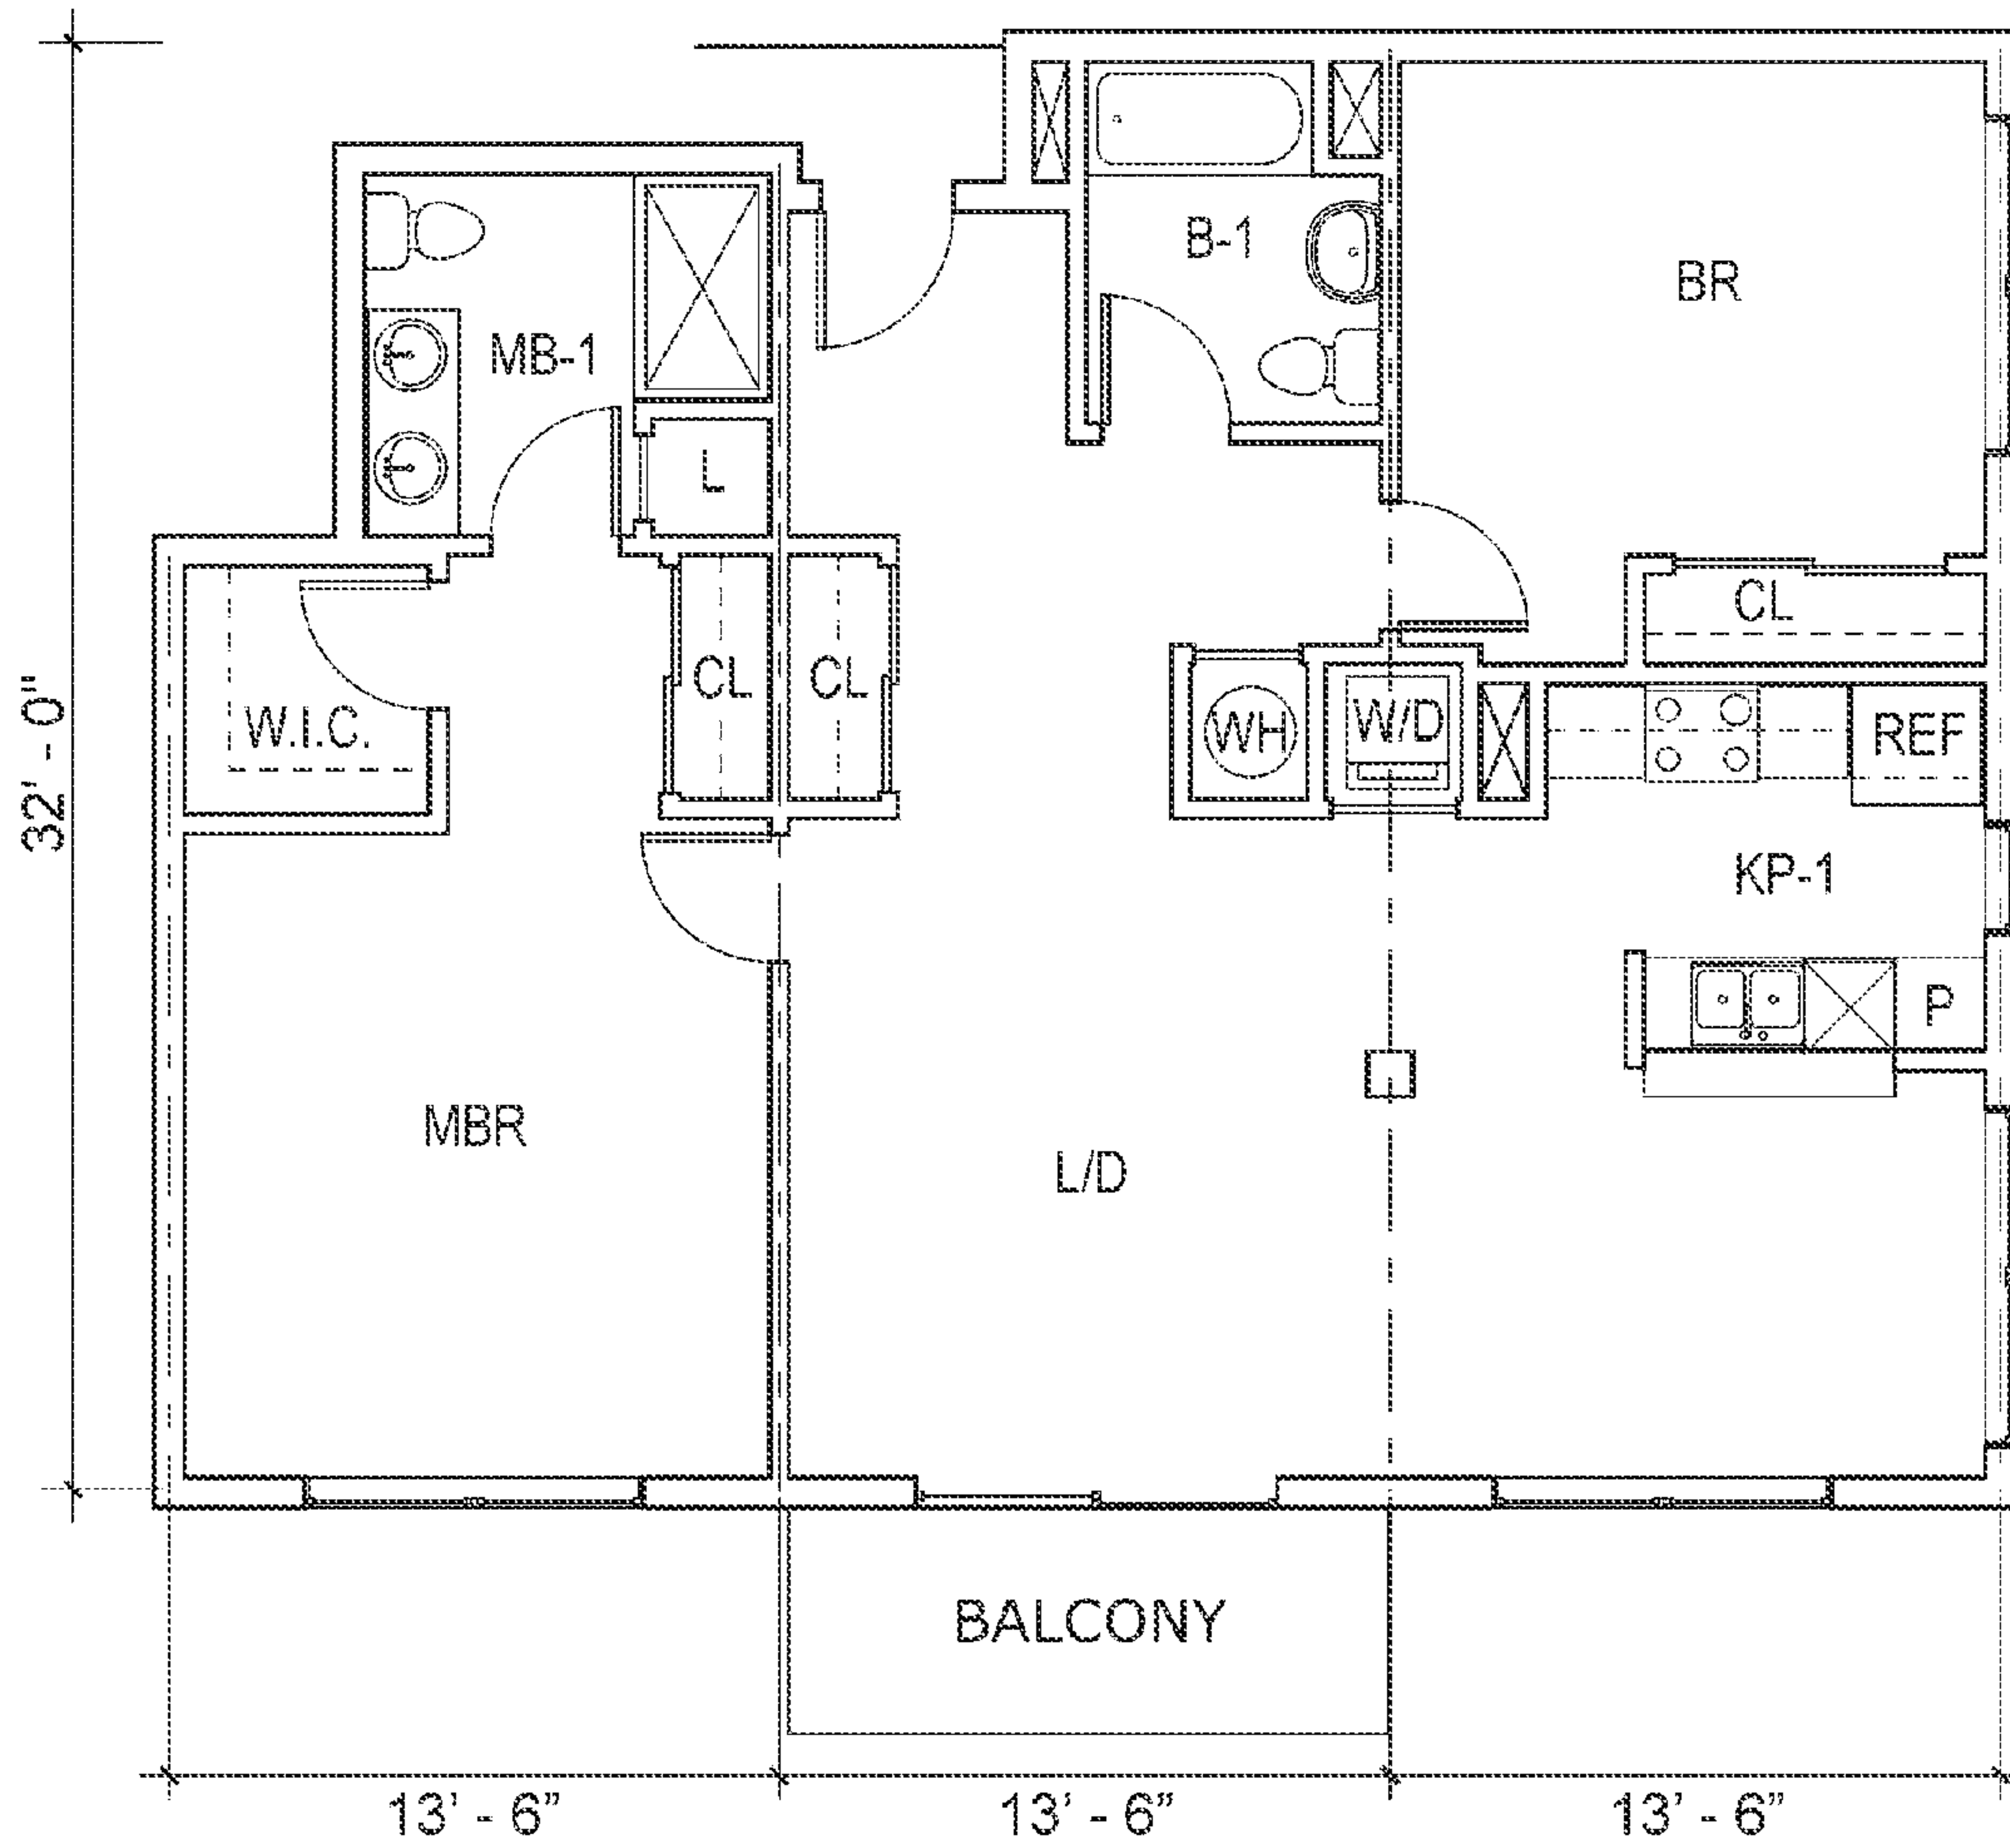 B-1
BR
MB-1
L
CL
W.I.C.
CL
CL
WH
W/D
REF
32' - 0"
KP-1
P
MBR
L/D
BALCONY
13' - 6”
13' - 6”
13' - 6”